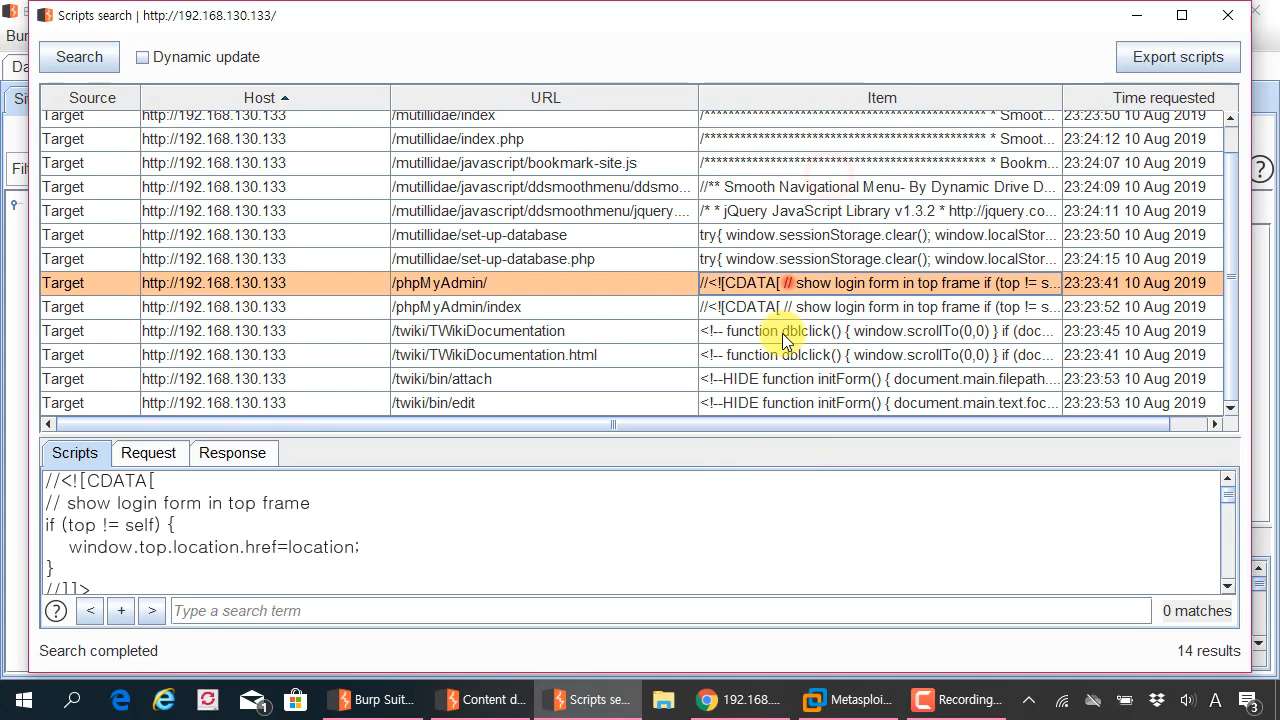 Scripts search | http://192.168.130.133/
Search
Dynamic update
Export scripts
Source Host URL Item Time requested
Target http://192.168.130.133 /mutillidae/index /********************************************** * Smoot... 23:23:50 10 Aug 2019
Target http://192.168.130.133 /mutillidae/index.php /********************************************** * Smoot... 23:24:12 10 Aug 2019
Target http://192.168.130.133 /mutillidae/javascript/bookmark-site.js /********************************************** * Bookm... 23:24:07 10 Aug 2019
Target http://192.168.130.133 /mutillidae/javascript/ddsmoothmenu/ddsmo... //** Smooth Navigational Menu- By Dynamic Drive D... 23:24:09 10 Aug 2019
Target http://192.168.130.133 /mutillidae/javascript/ddsmoothmenu/jquery.... /* * jQuery JavaScript Library v1.3.2 * http://jquery.co... 23:24:11 10 Aug 2019
Target http://192.168.130.133 /mutillidae/set-up-database try{ window.sessionStorage.clear(); window.localStor... 23:23:50 10 Aug 2019
Target http://192.168.130.133 /mutillidae/set-up-database.php try{ window.sessionStorage.clear(); window.localStor... 23:24:15 10 Aug 2019
Target http://192.168.130.133 /phpMyAdmin/ //<![CDATA[ // show login form in top frame if (top != s... 23:23:41 10 Aug 2019
Target http://192.168.130.133 /phpMyAdmin/index //<![CDATA[ // show login form in top frame if (top != s... 23:23:52 10 Aug 2019
Target http://192.168.130.133 /twiki/TWikiDocumentation <!-- function dblclick() { window.scrollTo(0,0) } if (doc... 23:23:45 10 Aug 2019
Target http://192.168.130.133 /twiki/TWikiDocumentation.html <!-- function dblclick() { window.scrollTo(0,0) } if (doc... 23:23:41 10 Aug 2019
Target http://192.168.130.133 /twiki/bin/attach <!--HIDE function initForm() { document.main.filepath.... 23:23:53 10 Aug 2019
Target http://192.168.130.133 /twiki/bin/edit <!--HIDE function initForm() { document.main.text.foc... 23:23:53 10 Aug 2019
Scripts Request Response
//<![CDATA[
// show login form in top frame
if (top != self) {
window.top.location.href=location;
}
//]]>
? < + > Type a search term 0 matches
Search completed 14 results
Burp Suit... Content d... Scripts se... 192.168.... Metasploi... Recording... A 3